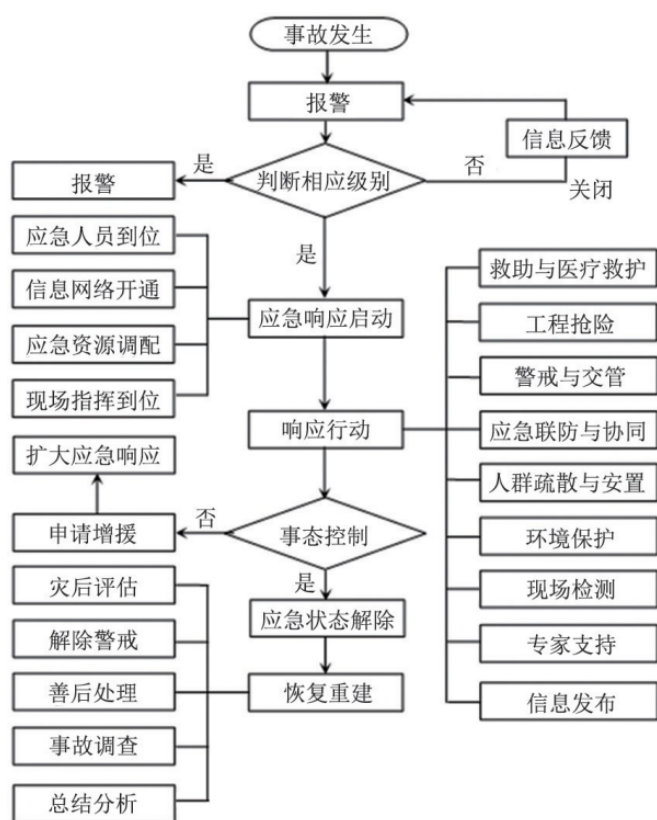 事故发生
报警
信息反馈
是
否
报警
判断相应级别
关闭
应急人员到位
是
救助与医疗救护
信息网络开通
应急响应启动
工程抢险
应急资源调配
警戒与交管
现场指挥到位
响应行动
应急联防与协同
扩大应急响应
人群疏散与安置
否
申请增援
事态控制
环境保护
灾后评估
是
现场检测
应急状态解除
解除警戒
专家支持
善后处理
恢复重建
信息发布
事故调查
总结分析